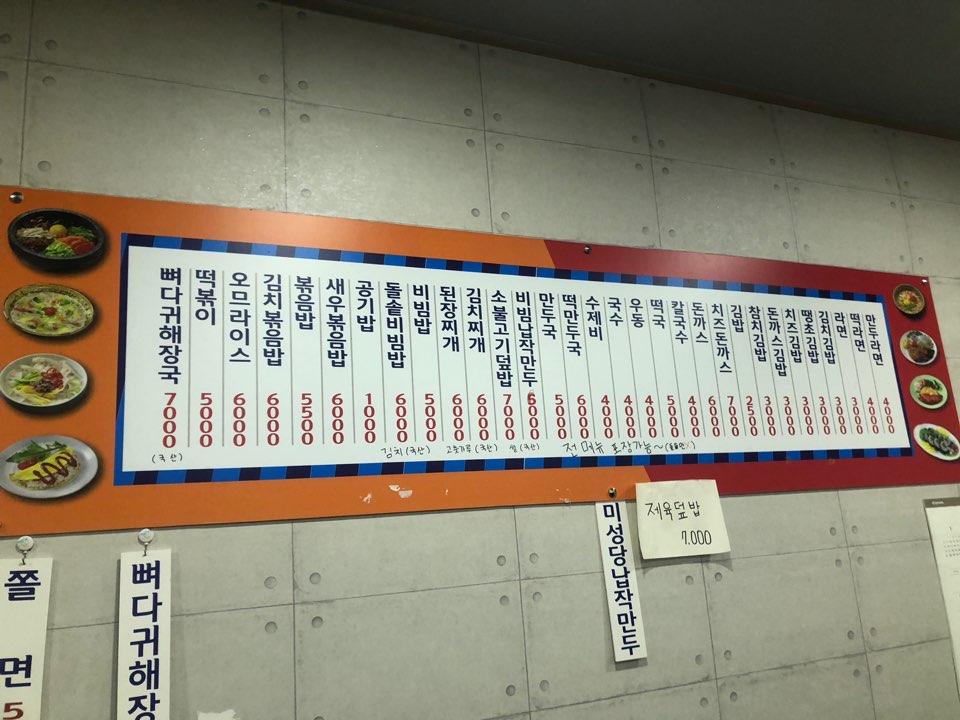 뼈다귀해장국 7000
(국산)
떡볶이 5000
오므라이스 6000
김치볶음밥 6000
볶음밥 5500
새우볶음밥 6000
공기밥 1000
돌솥비빔밥 6000
비빔밥 5000
된장찌개 6000
김치찌개 6000
소불고기덮밥 7000
비빔납작만두 6000
만두국 5000
떡만두국 6000
수제비 4000
국수 4000
우동 4000
떡국 5000
칼국수 4000
돈까스 6000
치즈돈까스 7000
김밥 2500
참치김밥 3000
돈까스김밥 3000
치즈김밥 3000
땡초김밥 3000
김치김밥 3000
라면 3000
떡라면 4000
만두라면 4000
김치(국산) 고춧가루(국산) 쌀(국산)
전 메뉴 포장가능~
쫄면 5
뼈다귀해장
미성당납작만두
제육덮밥
7.000